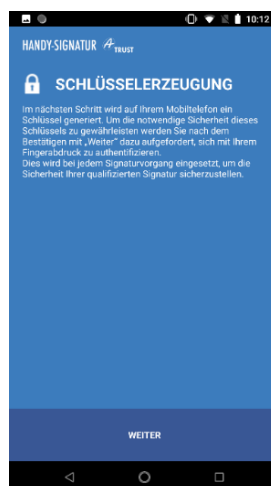 10:12
HANDY-SIGNATUR A TRUST
SCHLÜSSELERZEUGUNG
Im nächsten Schritt wird auf Ihrem Mobiltelefon ein
Schlüssel generiert. Um die notwendige Sicherheit dieses
Schlüssels zu gewährleisten werden Sie nach dem
Bestätigen mit „Weiter" dazu aufgefordert, sich mit Ihrem
Fingerabdruck zu authentifizieren.
Dies wird bei jedem Signaturvorgang eingesetzt, um die
Sicherheit Ihrer qualifizierten Signatur sicherzustellen.
WEITER